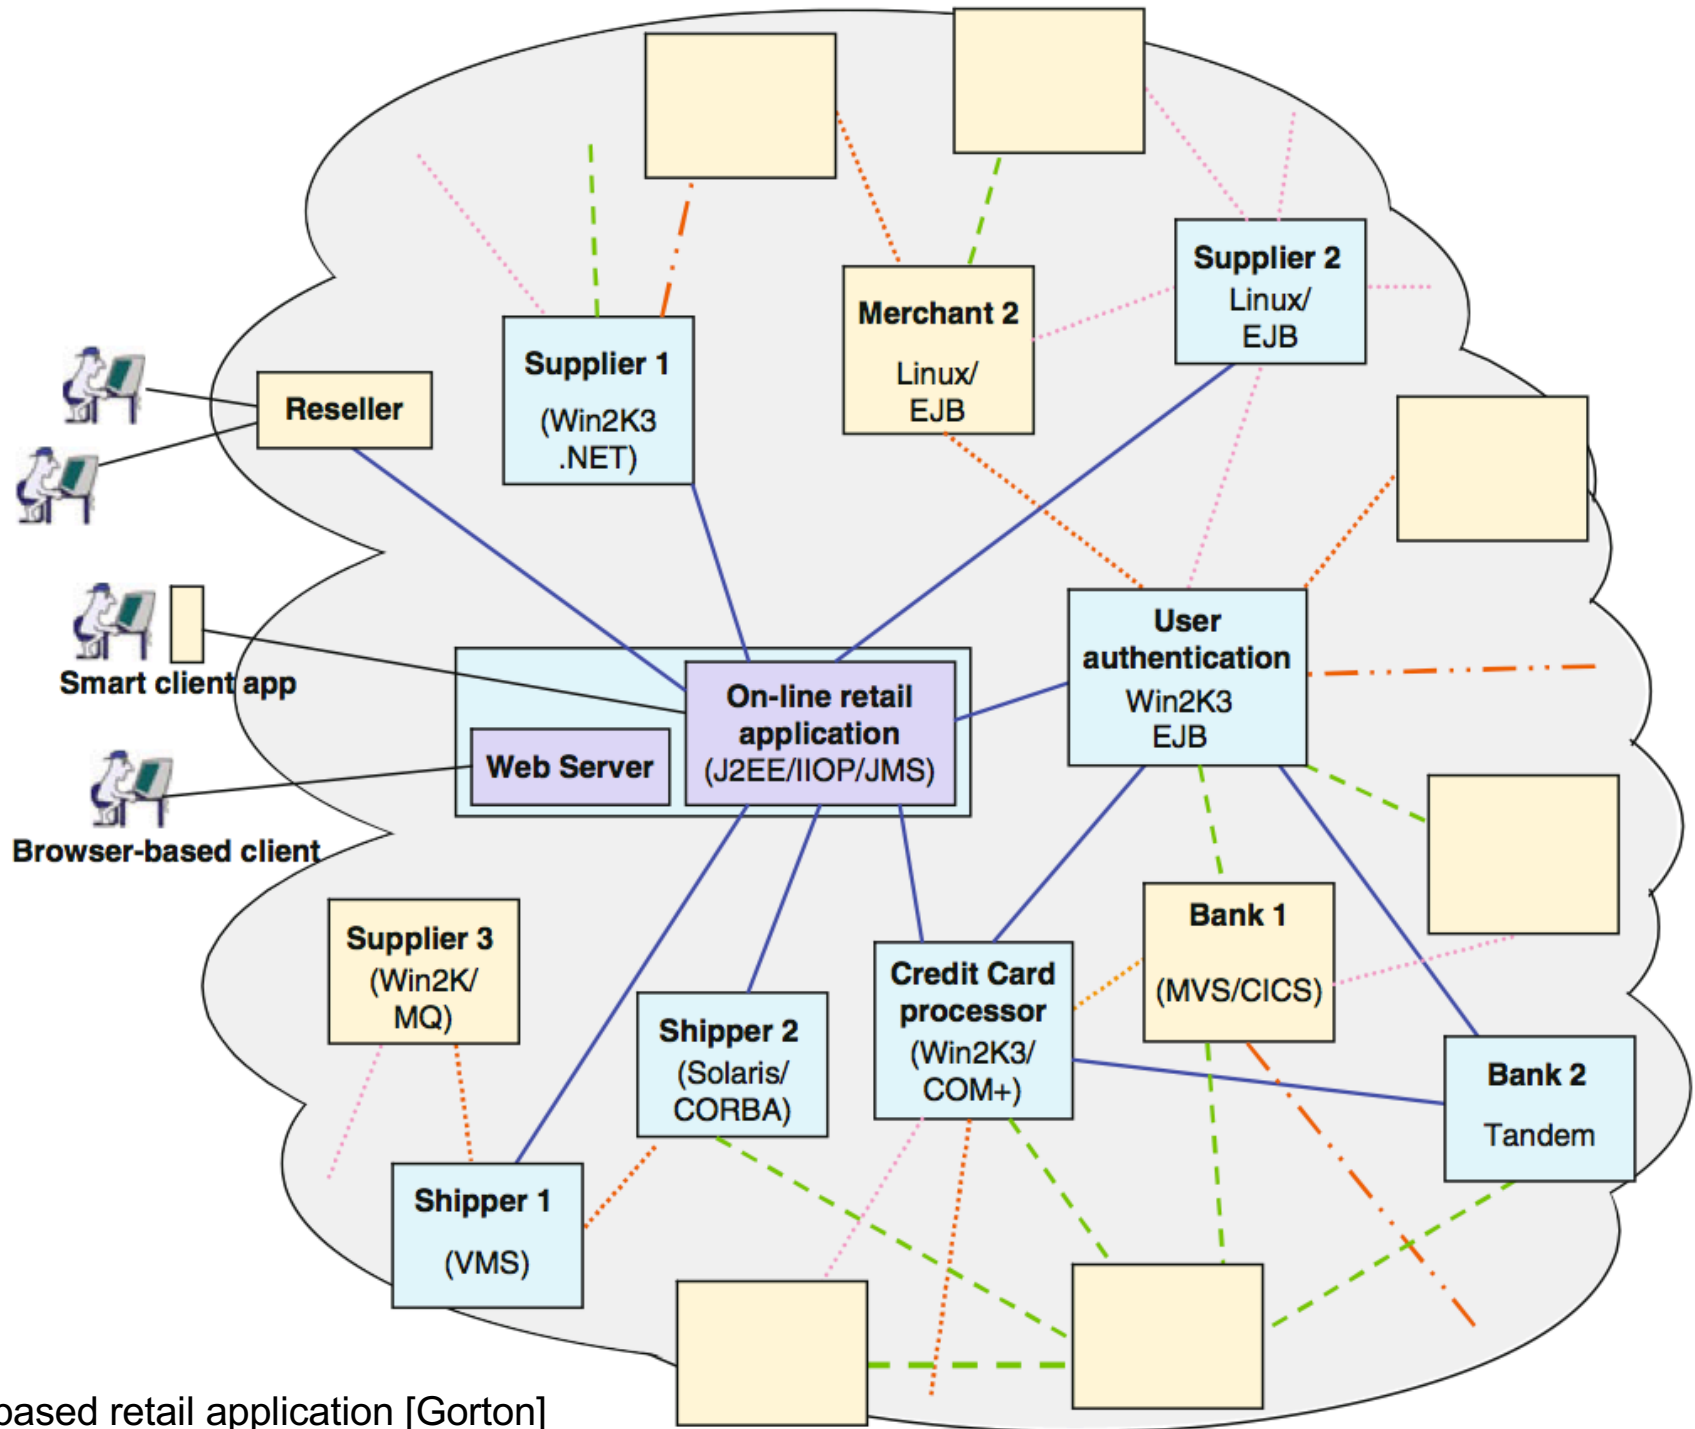 Supplier 2
Linux/
EJB
Merchant 2
Linux/
EJB
Supplier 1
(Win2K3
.NET)
Reseller
User
authentication
Win2K3
EJB
Smart client app
On-line retail
application
(J2EE/IIOP/JMS)
Web Server
Browser-based client
Supplier 3
(Win2K/
MQ)
Bank 1
(MVS/CICS)
Credit Card
processor
(Win2K3/
COM+)
Shipper 2
(Solaris/
CORBA)
Bank 2
Tandem
Shipper 1
(VMS)
based retail application [Gorton]